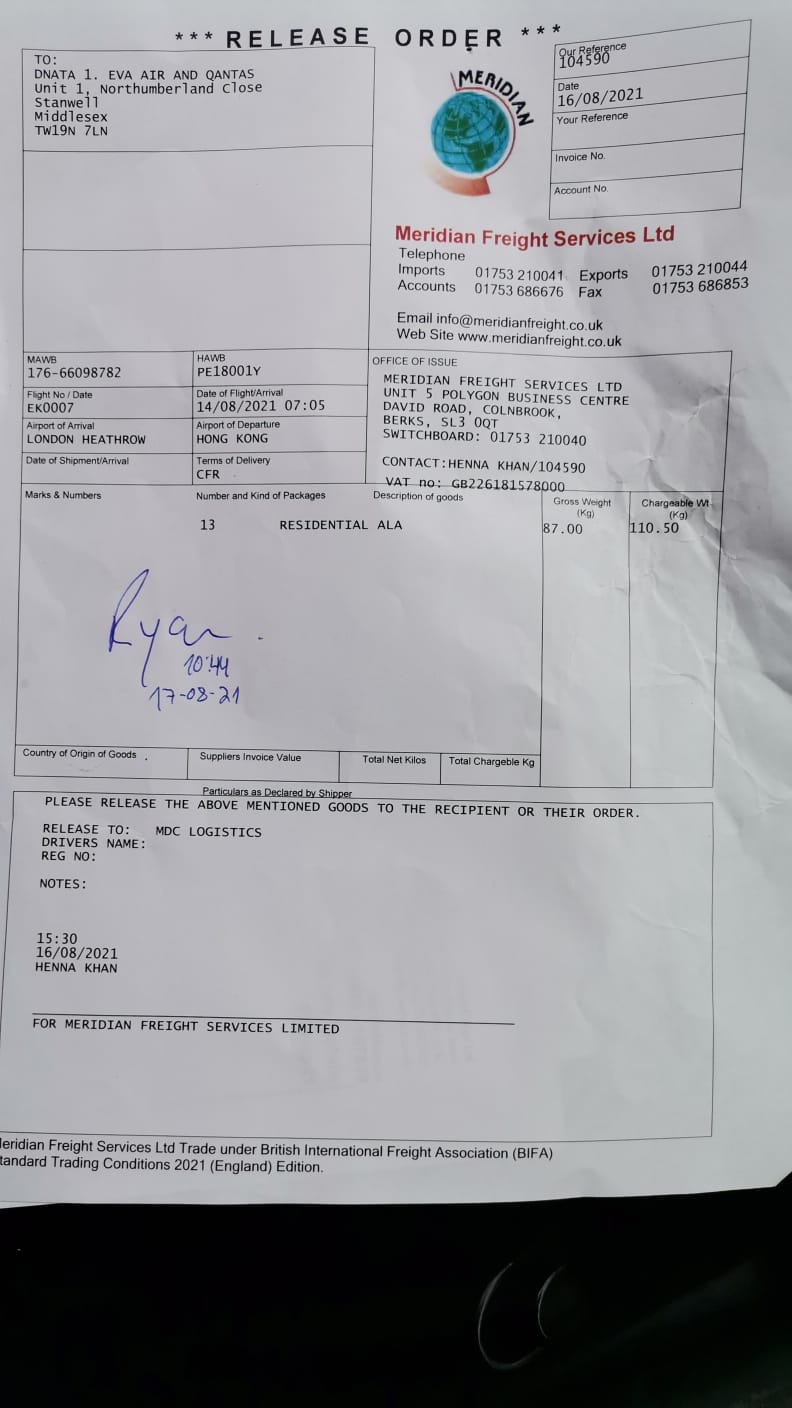 *** RELEASE ORDER ***
TO:
DNATA 1. EVA AIR AND QANTAS
Unit 1, Northumberland Close
Stanwell
Middlesex
TW19N 7LN
MERIDIAN
Our Reference
104590
Date
16/08/2021
Your Reference
Invoice No.
Account No.
Meridian Freight Services Ltd
Telephone
Imports 01753 210041 Exports 01753 210044
Accounts 01753 686676 Fax 01753 686853
Email info@meridianfreight.co.uk
Web Site www.meridianfreight.co.uk
MAWB
176-66098782
HAWB
PE18001Y
Flight No / Date
EK0007
Date of Flight/Arrival
14/08/2021 07:05
Airport of Arrival
LONDON HEATHROW
Airport of Departure
HONG KONG
Date of Shipment/Arrival
Terms of Delivery
CFR
OFFICE OF ISSUE
MERIDIAN FREIGHT SERVICES LTD
UNIT 5 POLYGON BUSINESS CENTRE
DAVID ROAD, COLNBROOK,
BERKS, SL3 0QT
SWITCHBOARD: 01753 210040
CONTACT:HENNA KHAN/104590
VAT no: GB226181578000
Marks & Numbers
Number and Kind of Packages
Description of goods
Gross Weight
(Kg)
Chargeable Wt
(Kg)
13 RESIDENTIAL ALA 87.00 110.50
Ryan.
10:44
17-08-21
Country of Origin of Goods
Suppliers Invoice Value
Total Net Kilos
Total Chargeble Kg
Particulars as Declared by Shipper
PLEASE RELEASE THE ABOVE MENTIONED GOODS TO THE RECIPIENT OR THEIR ORDER.
RELEASE TO: MDC LOGISTICS
DRIVERS NAME:
REG NO:
NOTES:
15:30
16/08/2021
HENNA KHAN
FOR MERIDIAN FREIGHT SERVICES LIMITED
eridian Freight Services Ltd Trade under British International Freight Association (BIFA)
tandard Trading Conditions 2021 (England) Edition.